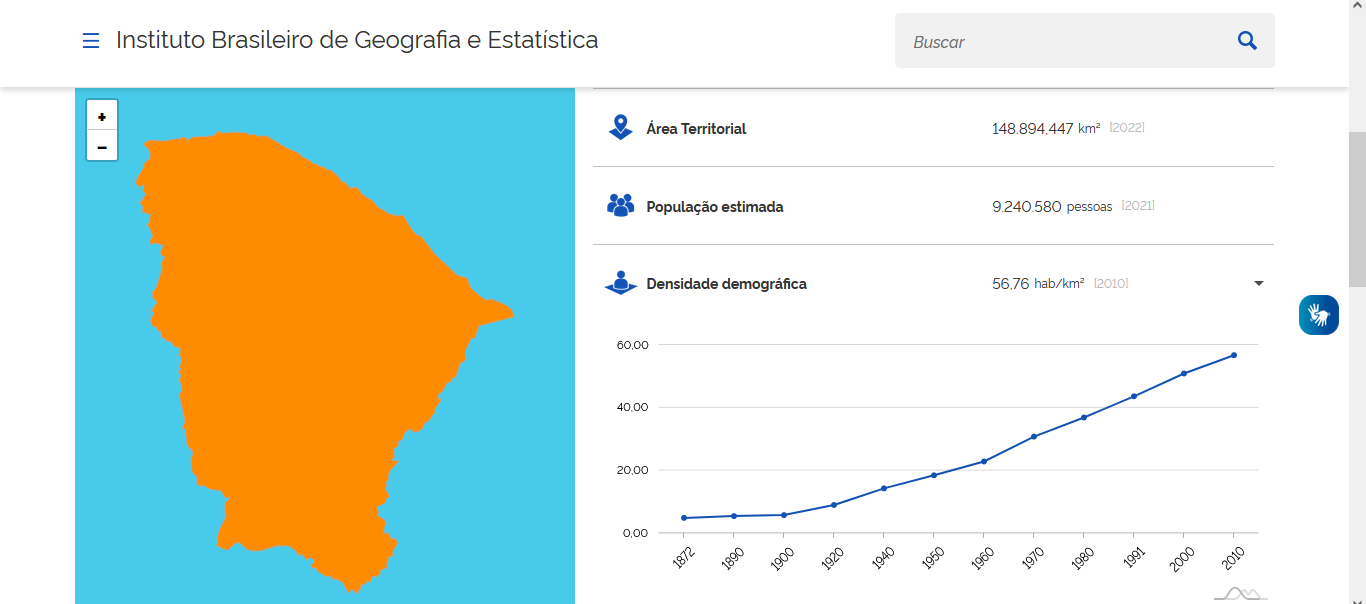 Instituto Brasileiro de Geografia e Estatística
Buscar
+
−
Área Territorial 148.894,447 km² [2022]
População estimada 9.240.580 pessoas [2021]
Densidade demográfica 56,76 hab/km² [2010]
60,00
40,00
20,00
0,00
1872 1890 1900 1920 1940 1950 1960 1970 1980 1991 2000 2010